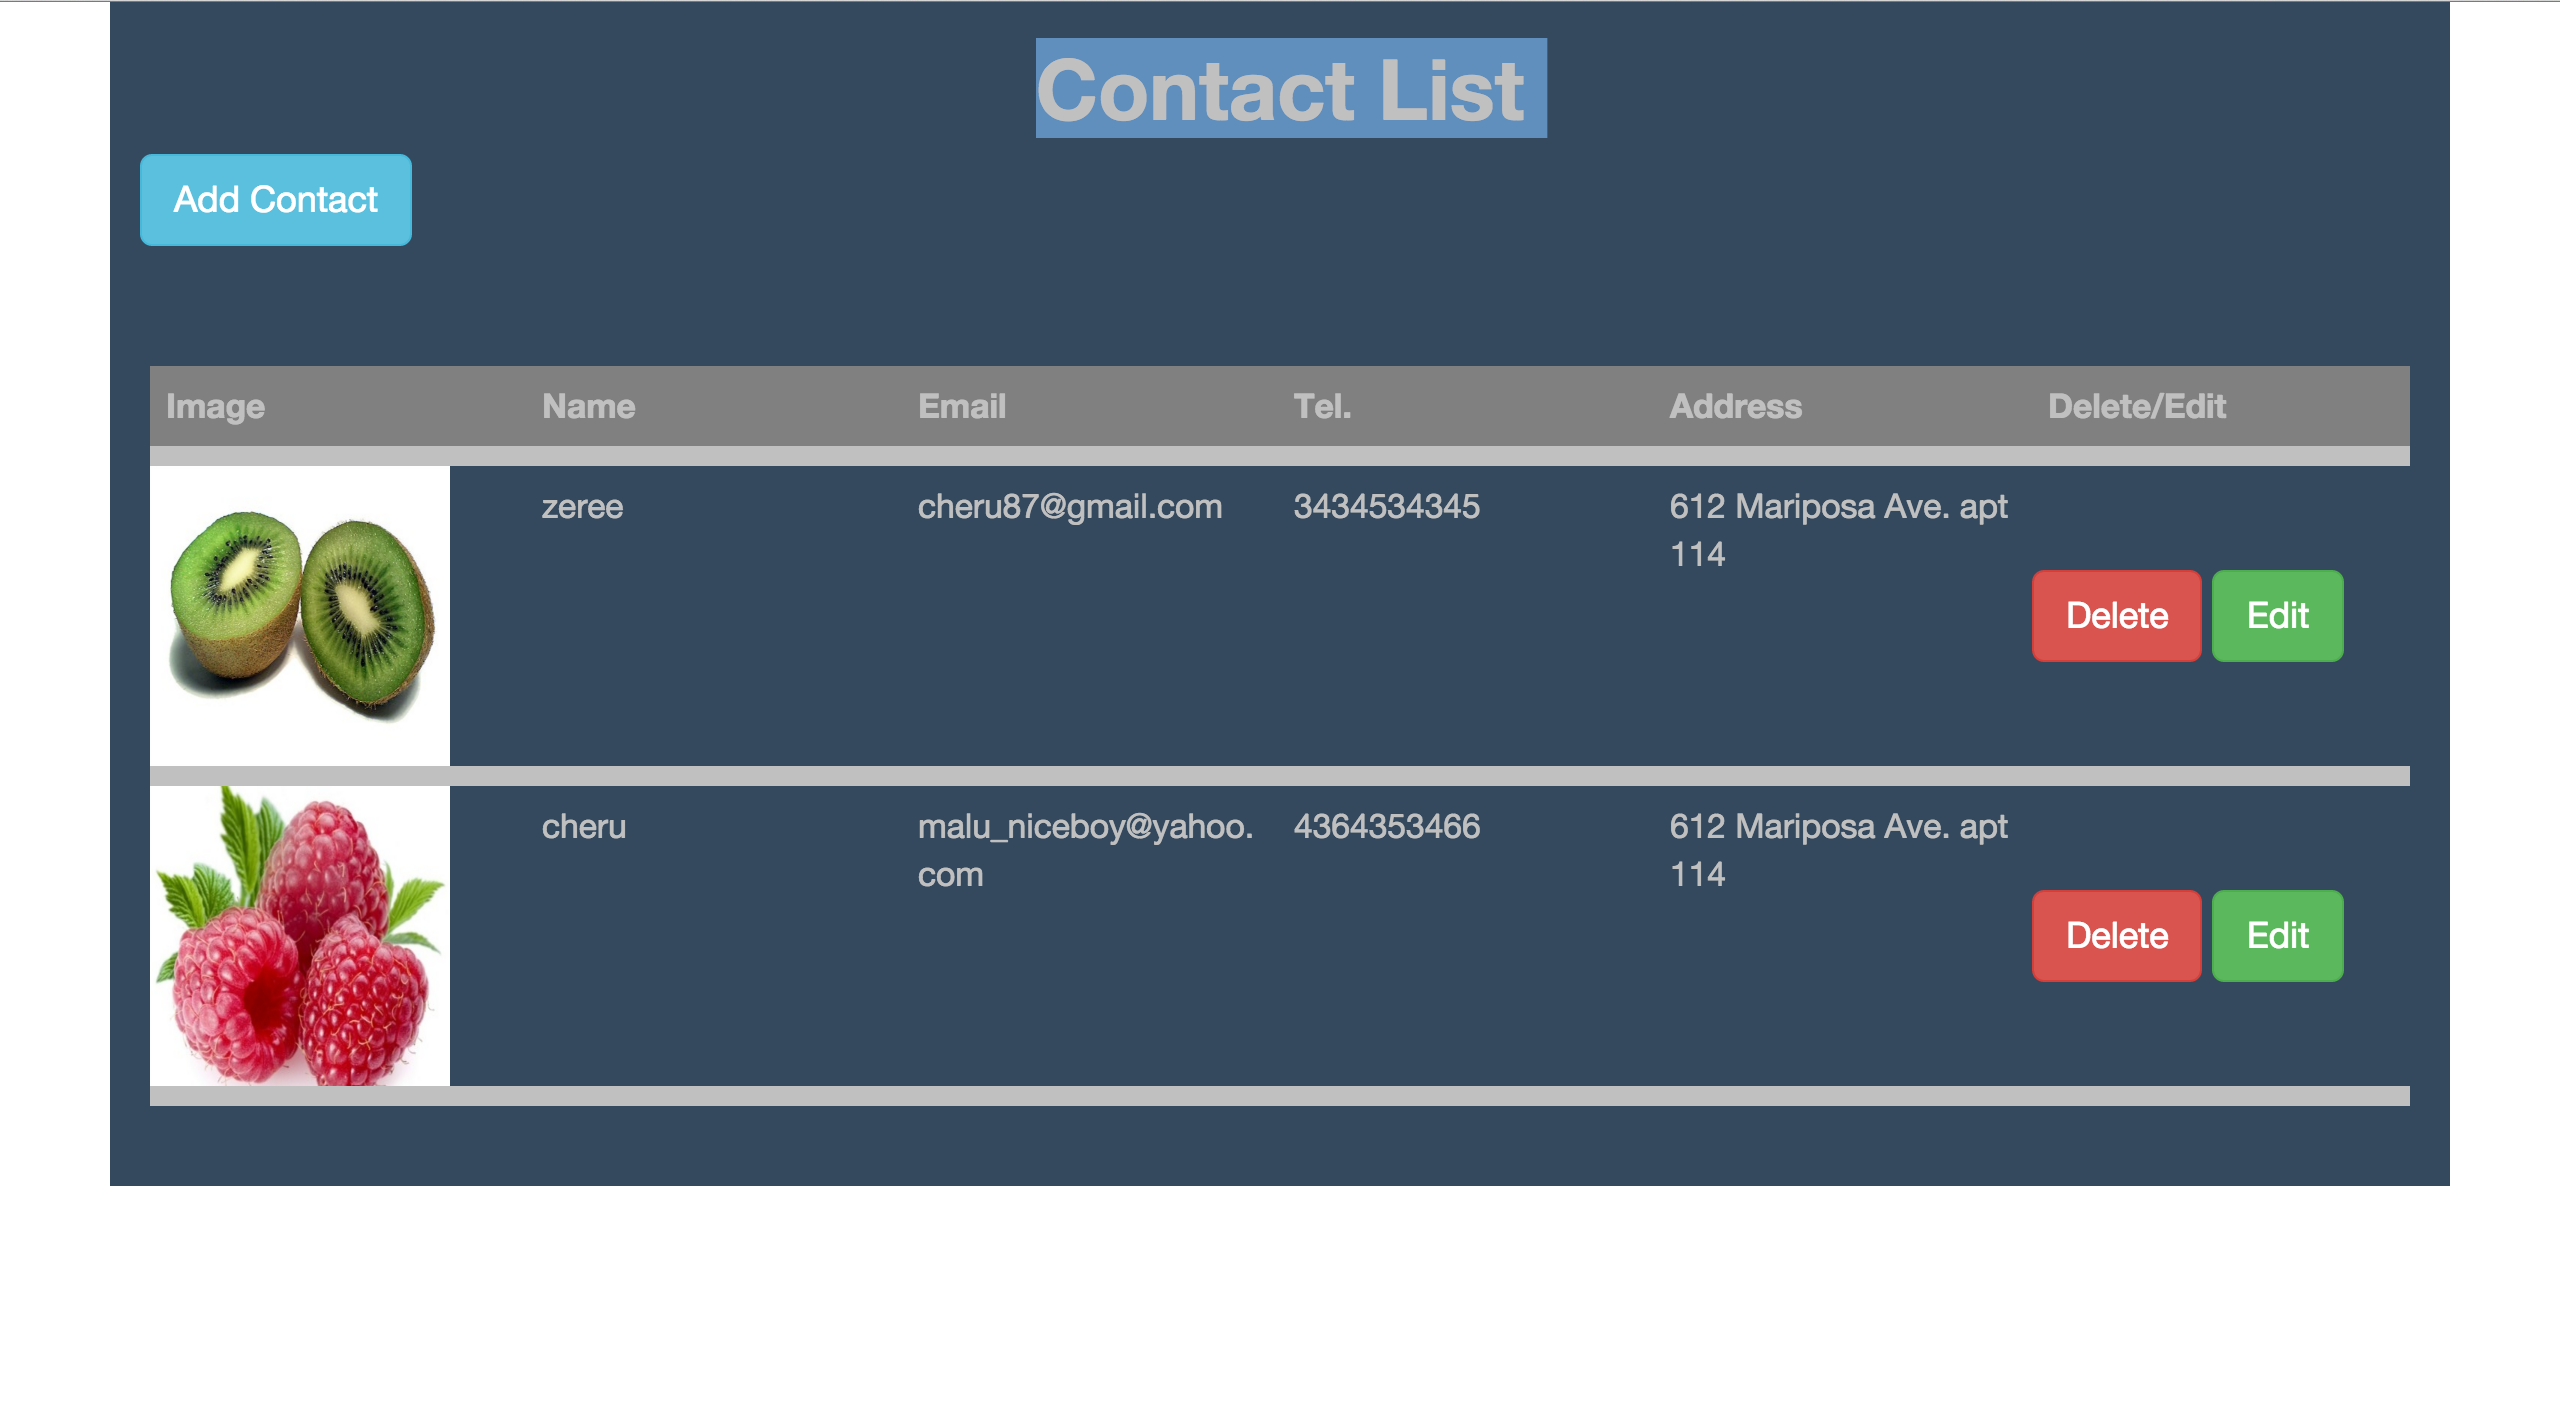 Contact List
Add Contact
Image Name Email Tel. Address Delete/Edit
zeree cheru87@gmail.com 3434534345 612 Mariposa Ave. apt
114
Delete Edit
cheru malu_niceboy@yahoo. 4364353466 612 Mariposa Ave. apt
com 114
Delete Edit